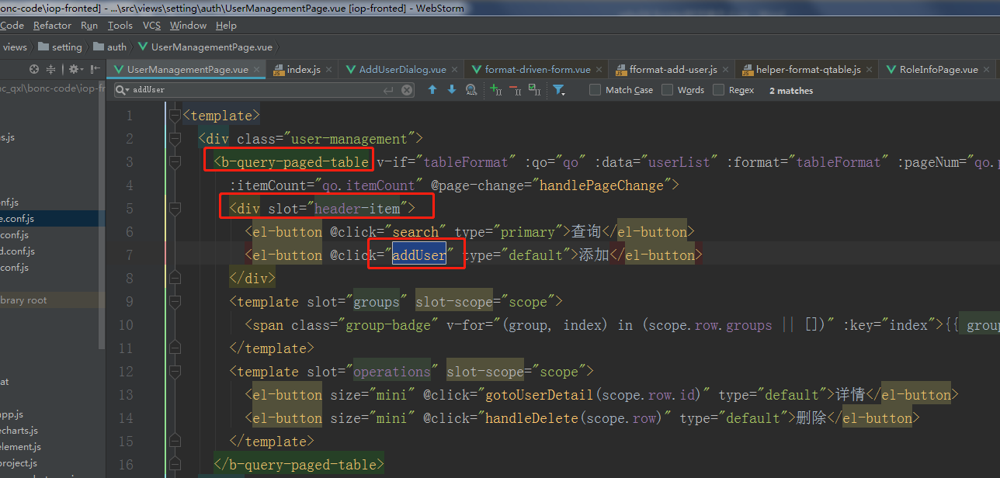 onc-code\iop-fronted] - ...\src\views\setting\auth\UserManagementPage.vue [iop-fronted] - WebStorm
Code Refactor Run Tools VCS Window Help
views setting auth UserManagementPage.vue
UserManagementPage.vue index.js AddUserDialog.vue format-driven-form.vue fformat-add-user.js helper-format-qtable.js RoleInfoPage.vue
nc_qxl\bonc-code\iop-fr
addUser Match Case Words Regex 2 matches
s.js
nf.js
e.conf.js
conf.js
d.conf.js
conf.js
brary root
at
app.js
echarts.js
element.js
project.js
1 <template>
2 <div class="user-management">
3 <b-query-paged-table v-if="tableFormat" :qo="qo" :data="userList" :format="tableFormat" :pageNum="qo.p
4 :itemCount="qo.itemCount" @page-change="handlePageChange">
5 <div slot="header-item">
6 <el-button @click="search" type="primary">查询</el-button>
7 <el-button @click="addUser" type="default">添加</el-button>
8 </div>
9 <template slot="groups" slot-scope="scope">
10 <span class="group-badge" v-for="(group, index) in (scope.row.groups || [])" :key="index">{{ group
11 </template>
12 <template slot="operations" slot-scope="scope">
13 <el-button size="mini" @click="gotoUserDetail(scope.row.id)" type="default">详情</el-button>
14 <el-button size="mini" @click="handleDelete(scope.row)" type="default">删除</el-button>
15 </template>
16 </b-query-paged-table>